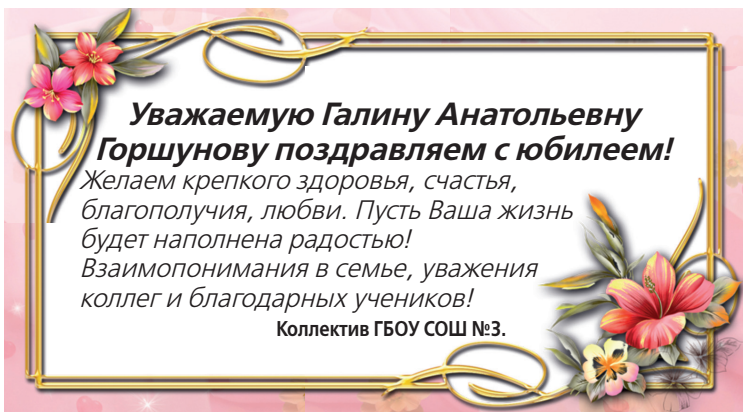 Уважаемую Галину Анатольевну
Горшунову поздравляем с юбилеем!
Желаем крепкого здоровья, счастья,
благополучия, любви. Пусть Ваша жизнь
будет наполнена радостью!
Взаимопонимания в семье, уважения
коллег и благодарных учеников!
Коллектив ГБОУ СОШ №3.